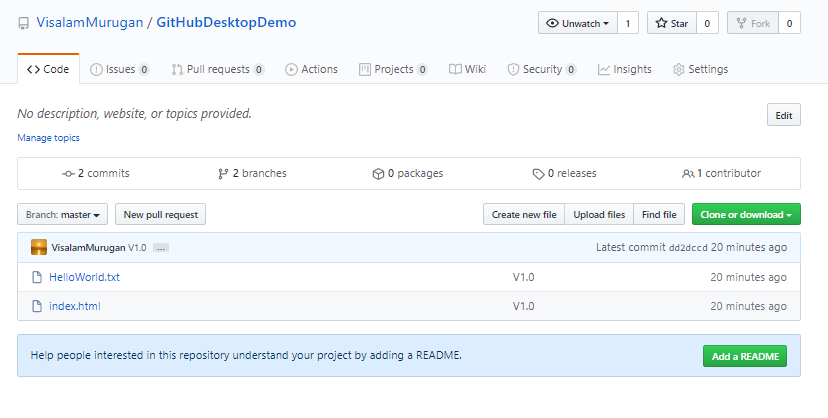 VisalamMurugan / GitHubDesktopDemo Unwatch 1 Star 0 Fork 0
Code Issues 0 Pull requests 0 Actions Projects 0 Wiki Security 0 Insights Settings
No description, website, or topics provided. Edit
Manage topics
2 commits 2 branches 0 packages 0 releases 1 contributor
Branch: master New pull request Create new file Upload files Find file Clone or download
VisalamMurugan V1.0 ... Latest commit dd2dccd 20 minutes ago
HelloWorld.txt V1.0 20 minutes ago
index.html V1.0 20 minutes ago
Help people interested in this repository understand your project by adding a README. Add a README